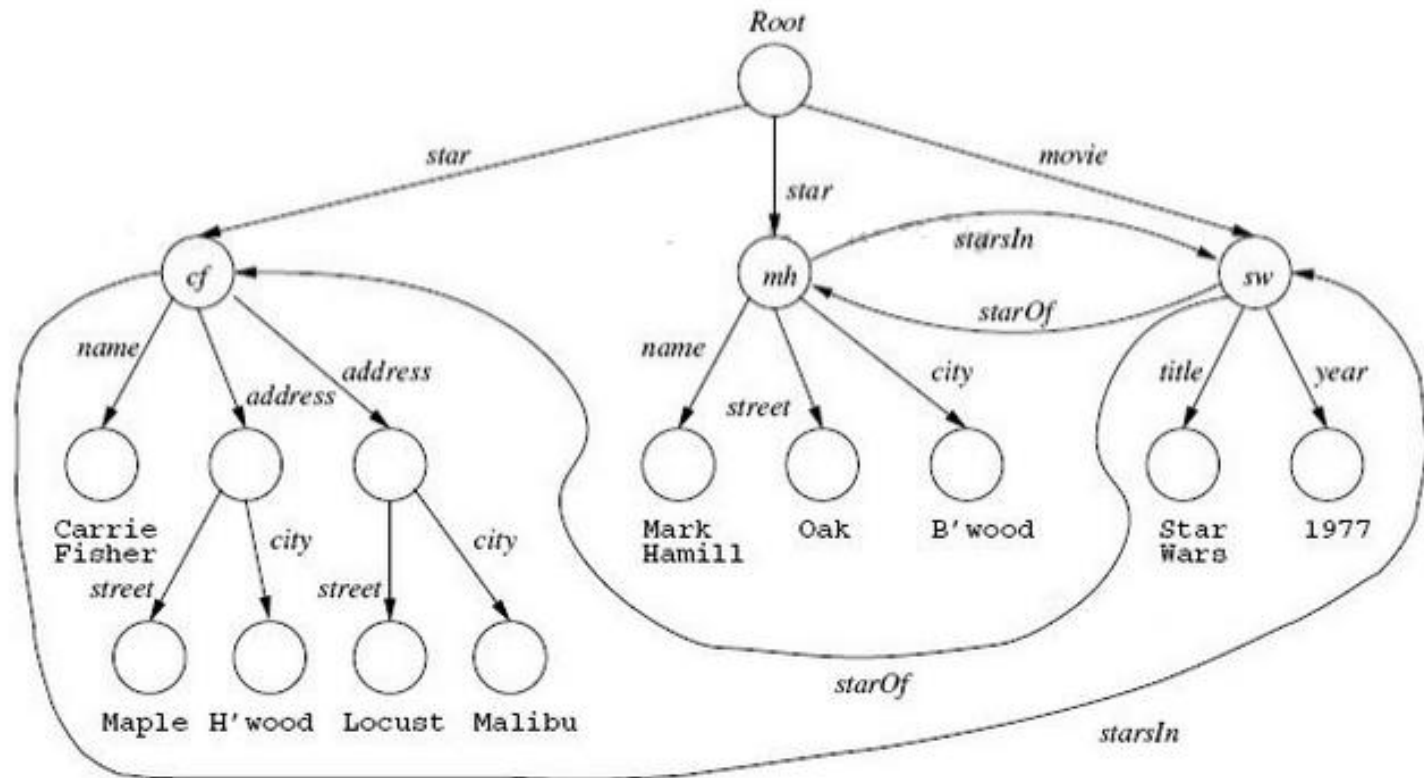 Root
star
movie
star
starsIn
cf
mh
sw
starOf
name
address
address
name
street
city
title
year
Carrie
Fisher
Mark
Hamill
Oak
B'wood
Star
Wars
1977
street
city
street
city
Maple
H'wood
Locust
Malibu
starOf
starsIn